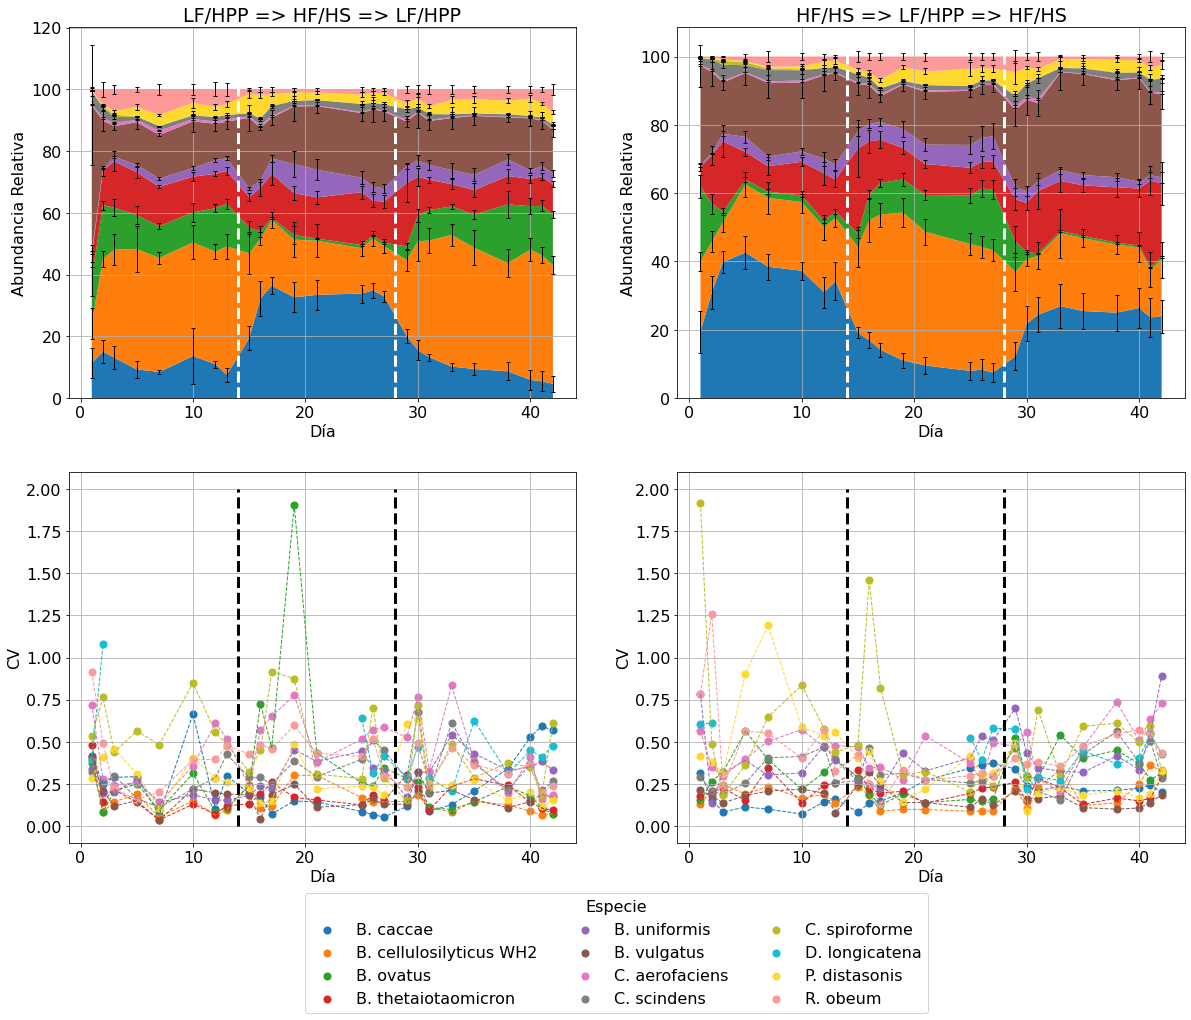 LF/HPP => HF/HS => LF/HPP
HF/HS => LF/HPP => HF/HS
Abundancia Relativa
120
100
80
60
40
20
0
0 10 20 30 40
Día
Abundancia Relativa
100
80
60
40
20
0
0 10 20 30 40
Día
CV
2.00
1.75
1.50
1.25
1.00
0.75
0.50
0.25
0.00
0 10 20 30 40
Día
CV
2.00
1.75
1.50
1.25
1.00
0.75
0.50
0.25
0.00
0 10 20 30 40
Día
Especie
B. caccae
B. cellulosilyticus WH2
B. ovatus
B. thetaiotaomicron
B. uniformis
B. vulgatus
C. aerofaciens
C. scindens
C. spiroforme
D. longicatena
P. distasonis
R. obeum